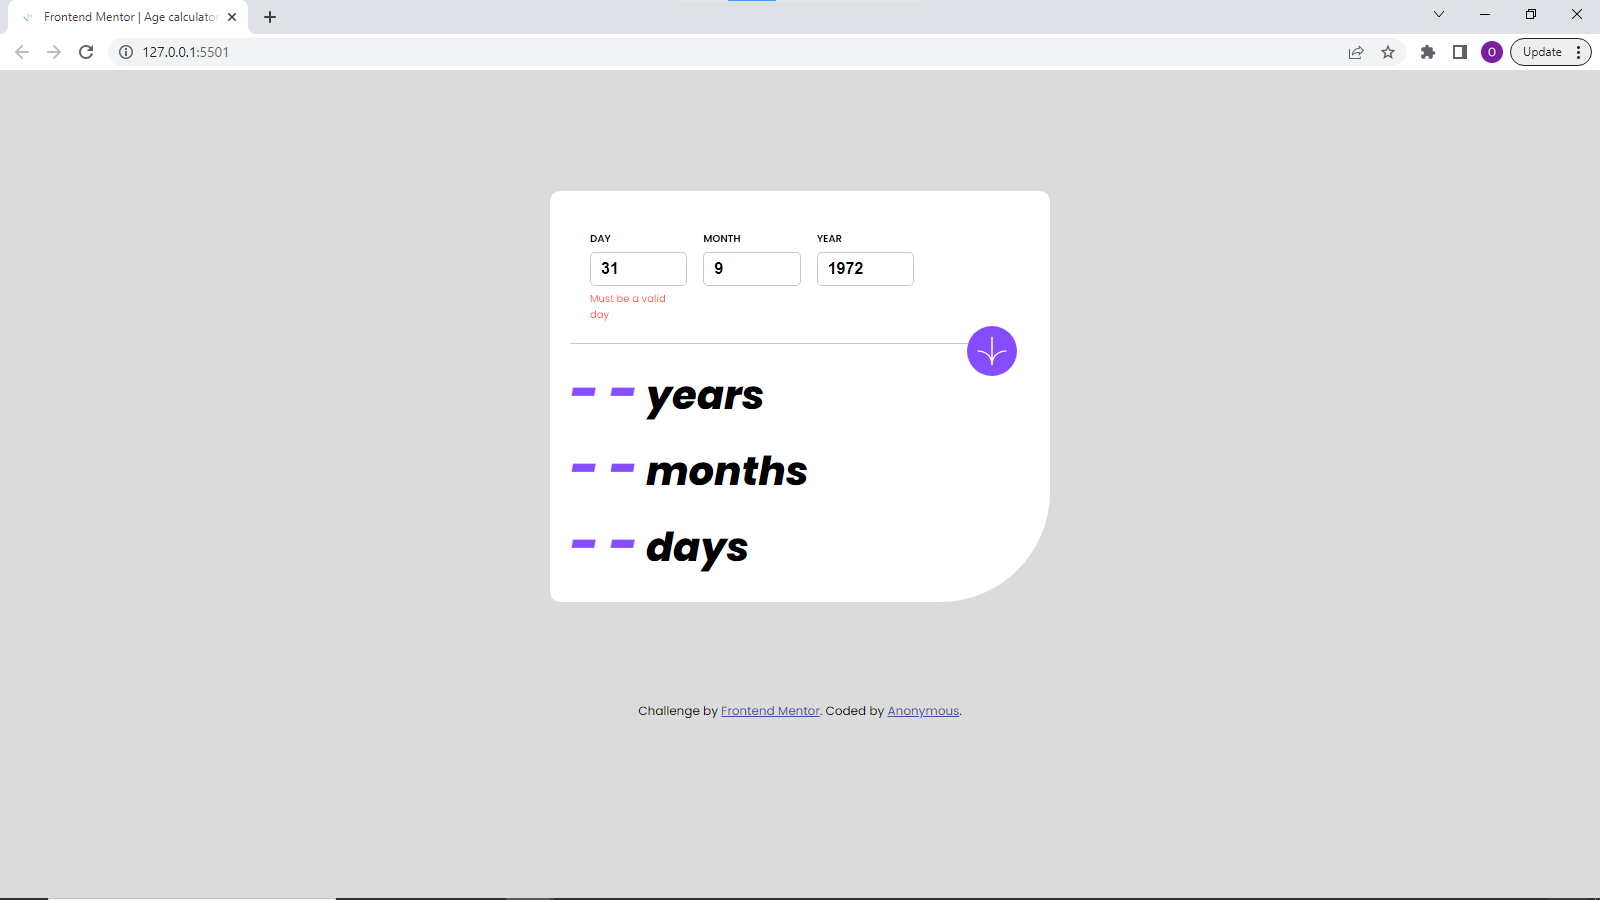 Frontend Mentor | Age calculator
127.0.0.1:5501
O
Update
DAY MONTH YEAR
31 9 1972
Must be a valid
day
- - years
- - months
- - days
Challenge by Frontend Mentor. Coded by Anonymous.